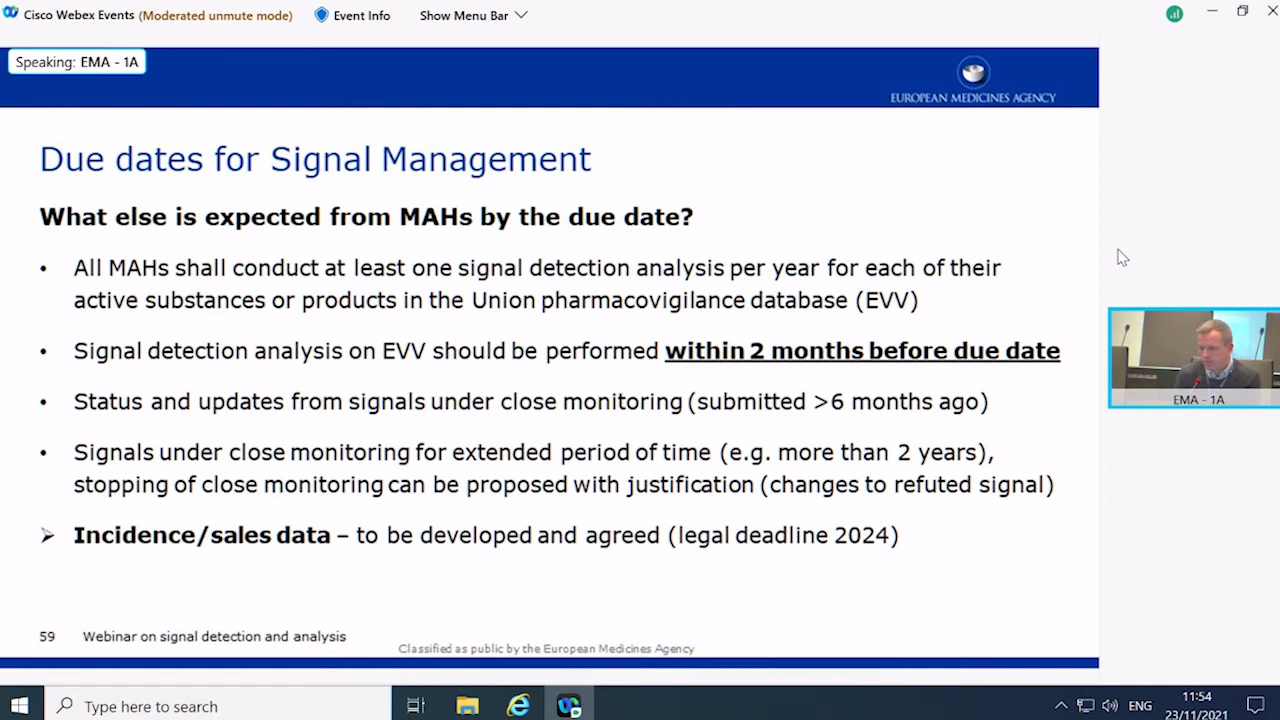 Cisco Webex Events (Moderated unmute mode) Event Info Show Menu Bar
Speaking: EMA - 1A
EUROPEAN MEDICINES AGENCY
Due dates for Signal Management
What else is expected from MAHs by the due date?
• All MAHs shall conduct at least one signal detection analysis per year for each of their
active substances or products in the Union pharmacovigilance database (EVV)
• Signal detection analysis on EVV should be performed within 2 months before due date
• Status and updates from signals under close monitoring (submitted >6 months ago)
• Signals under close monitoring for extended period of time (e.g. more than 2 years),
stopping of close monitoring can be proposed with justification (changes to refuted signal)
➢ Incidence/sales data – to be developed and agreed (legal deadline 2024)
EMA - 1A
59 Webinar on signal detection and analysis
Classified as public by the European Medicines Agency
Type here to search
ENG
11:54
23/11/2021